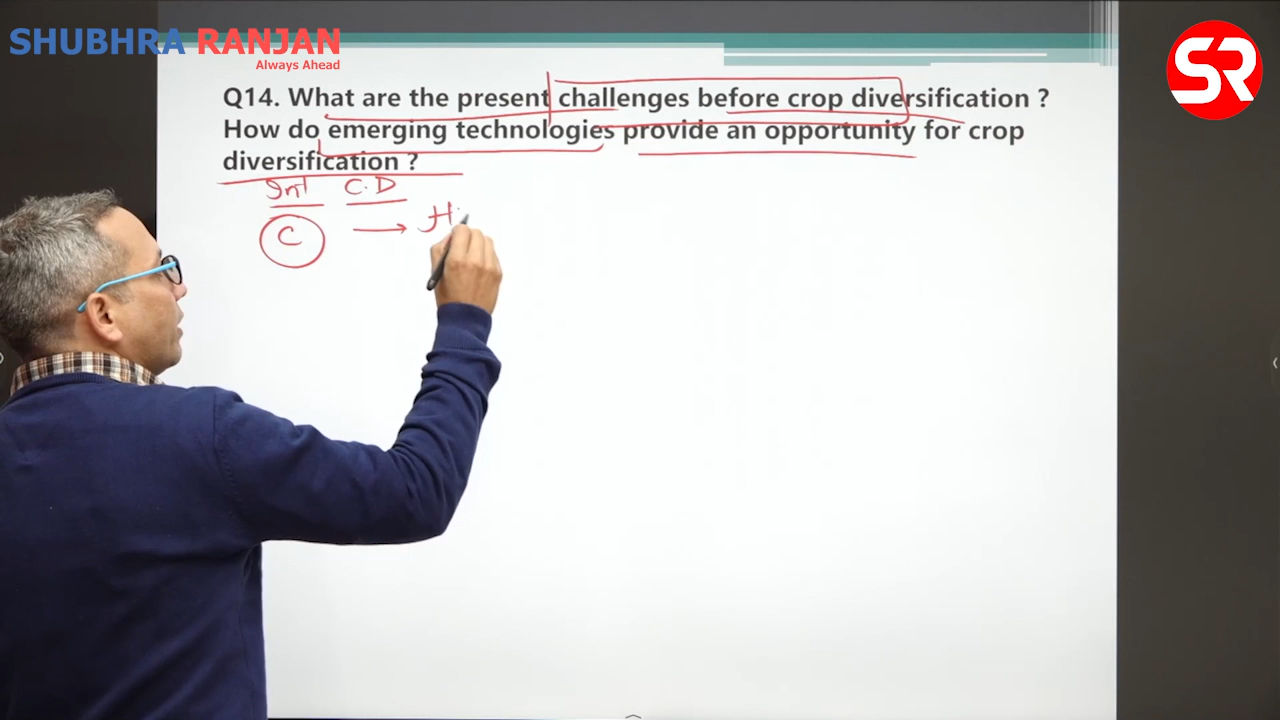 SHUBHRA RANJAN
Always Ahead
SR
Q14. What are the present challenges before crop diversification ?
How do emerging technologies provide an opportunity for crop
diversification ?
Int C.D
C → H